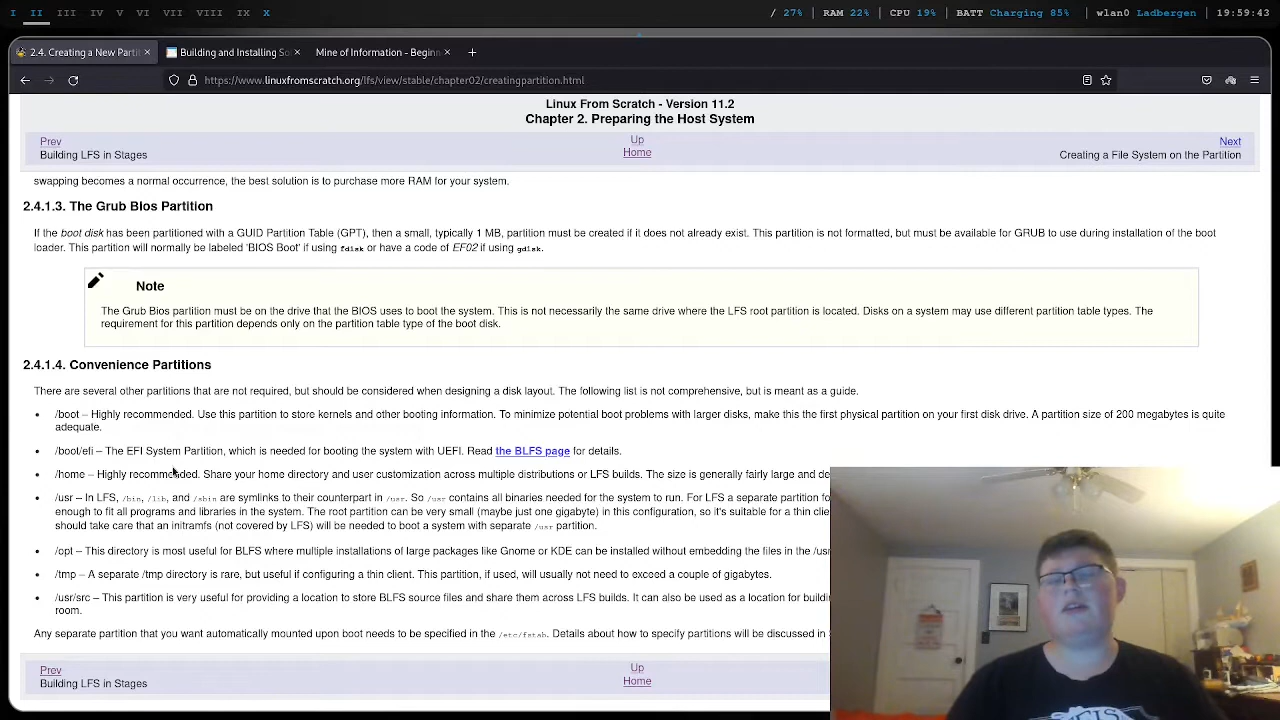 I II III IV V VI VII VIII IX X / 27% | RAM 22% | CPU 19% | BATT Charging 85% | wlan0 Ladbergen | 19:59:43
2.4. Creating a New Parti × Building and Installing So × Mine of Information - Beginn × +
https://www.linuxfromscratch.org/lfs/view/stable/chapter02/creatingpartition.html
Linux From Scratch - Version 11.2
Chapter 2. Preparing the Host System
Prev Up Next
Building LFS in Stages Home Creating a File System on the Partition
swapping becomes a normal occurrence, the best solution is to purchase more RAM for your system.
2.4.1.3. The Grub Bios Partition
If the boot disk has been partitioned with a GUID Partition Table (GPT), then a small, typically 1 MB, partition must be created if it does not already exist. This partition is not formatted, but must be available for GRUB to use during installation of the boot
loader. This partition will normally be labeled 'BIOS Boot' if using fdisk or have a code of EF02 if using gdisk.
Note
The Grub Bios partition must be on the drive that the BIOS uses to boot the system. This is not necessarily the same drive where the LFS root partition is located. Disks on a system may use different partition table types. The
requirement for this partition depends only on the partition table type of the boot disk.
2.4.1.4. Convenience Partitions
There are several other partitions that are not required, but should be considered when designing a disk layout. The following list is not comprehensive, but is meant as a guide.
• /boot – Highly recommended. Use this partition to store kernels and other booting information. To minimize potential boot problems with larger disks, make this the first physical partition on your first disk drive. A partition size of 200 megabytes is quite
adequate.
• /boot/efi – The EFI System Partition, which is needed for booting the system with UEFI. Read the BLFS page for details.
• /home – Highly recommended. Share your home directory and user customization across multiple distributions or LFS builds. The size is generally fairly large and de
• /usr – In LFS, /bin, /lib, and /sbin are symlinks to their counterpart in /usr. So /usr contains all binaries needed for the system to run. For LFS a separate partition fo
enough to fit all programs and libraries in the system. The root partition can be very small (maybe just one gigabyte) in this configuration, so it's suitable for a thin clie
should take care that an initramfs (not covered by LFS) will be needed to boot a system with separate /usr partition.
• /opt – This directory is most useful for BLFS where multiple installations of large packages like Gnome or KDE can be installed without embedding the files in the /usr
• /tmp – A separate /tmp directory is rare, but useful if configuring a thin client. This partition, if used, will usually not need to exceed a couple of gigabytes.
• /usr/src – This partition is very useful for providing a location to store BLFS source files and share them across LFS builds. It can also be used as a location for buildin
room.
Any separate partition that you want automatically mounted upon boot needs to be specified in the /etc/fstab. Details about how to specify partitions will be discussed in
Prev Up
Building LFS in Stages Home